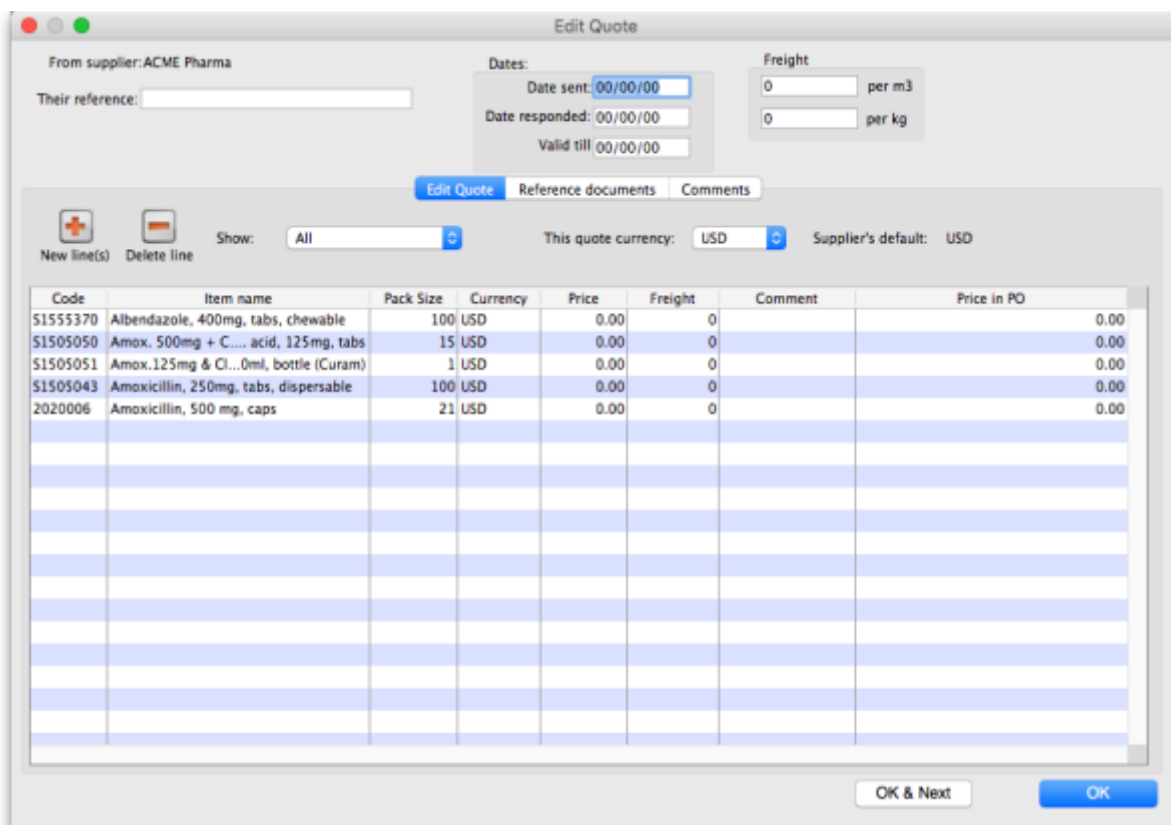 Edit Quote
From supplier:ACME Pharma
Their reference:
Dates:
Date sent: 00/00/00
Date responded: 00/00/00
Valid till 00/00/00
Freight
0 per m3
0 per kg
Edit Quote Reference documents Comments
New line(s) Delete line Show: All This quote currency: USD Supplier's default: USD
Code Item name Pack Size Currency Price Freight Comment Price in PO
S1555370 Albendazole, 400mg, tabs, chewable 100 USD 0.00 0 0.00
S1505050 Amox. 500mg + C.... acid, 125mg, tabs 15 USD 0.00 0 0.00
S1505051 Amox.125mg & Cl...0ml, bottle (Curam) 1 USD 0.00 0 0.00
S1505043 Amoxicillin, 250mg, tabs, dispersable 100 USD 0.00 0 0.00
2020006 Amoxicillin, 500 mg, caps 21 USD 0.00 0 0.00
OK & Next OK